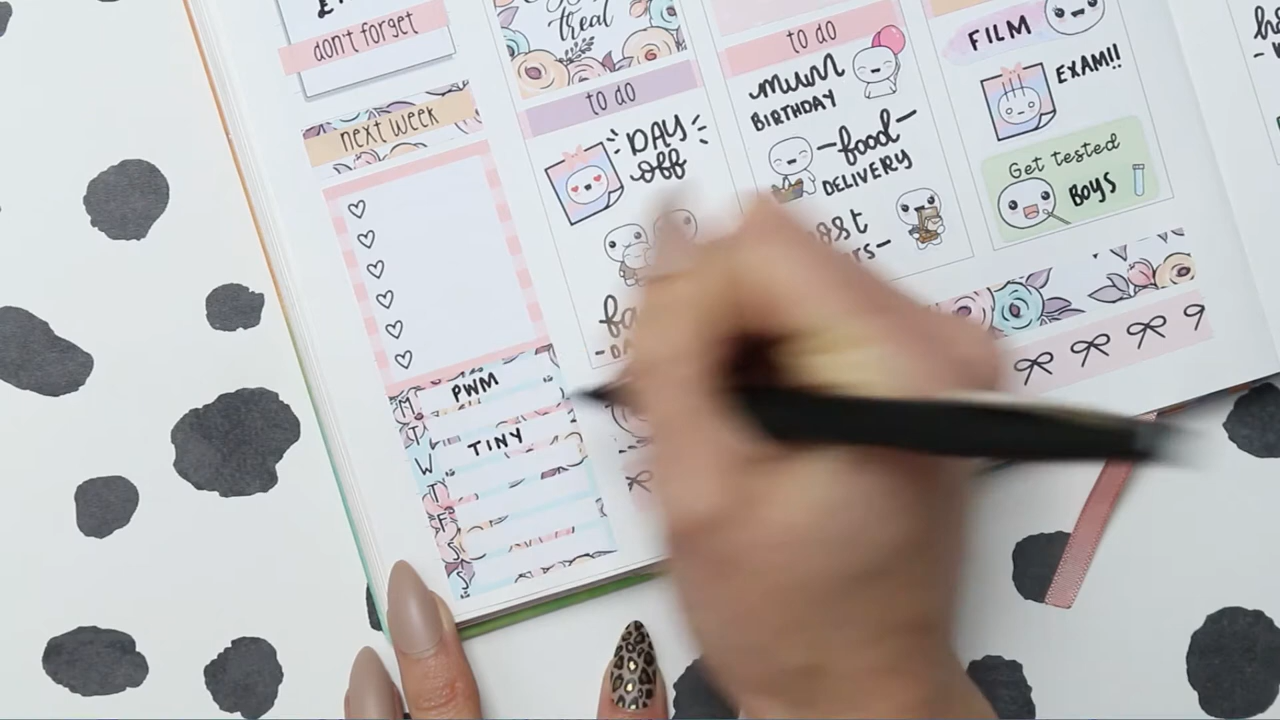 don't forget
next week
M PWM
T
W TINY
T
F
S
S
treat
to do
DAY
off
to do
mum
BIRTHDAY
-food-
DELIVERY
FILM
EXAM!!
Get tested
BOYS